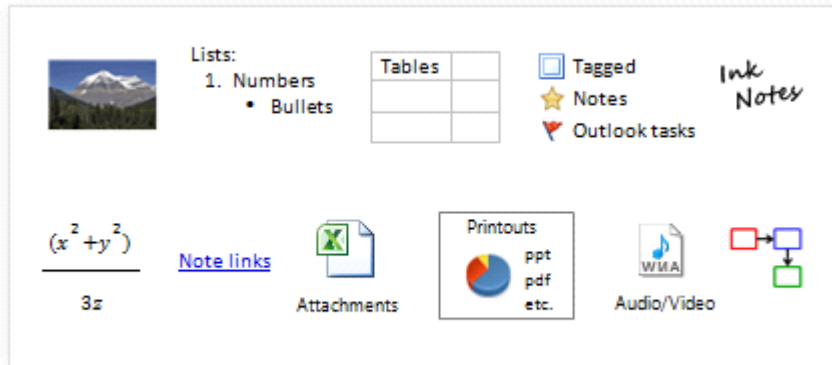 Lists:
1. Numbers
• Bullets
Tables
Tagged
Notes
Outlook tasks
Ink
Notes
(x²+y²)
3z
Note links
Attachments
Printouts
ppt
pdf
etc.
WMA
Audio/Video